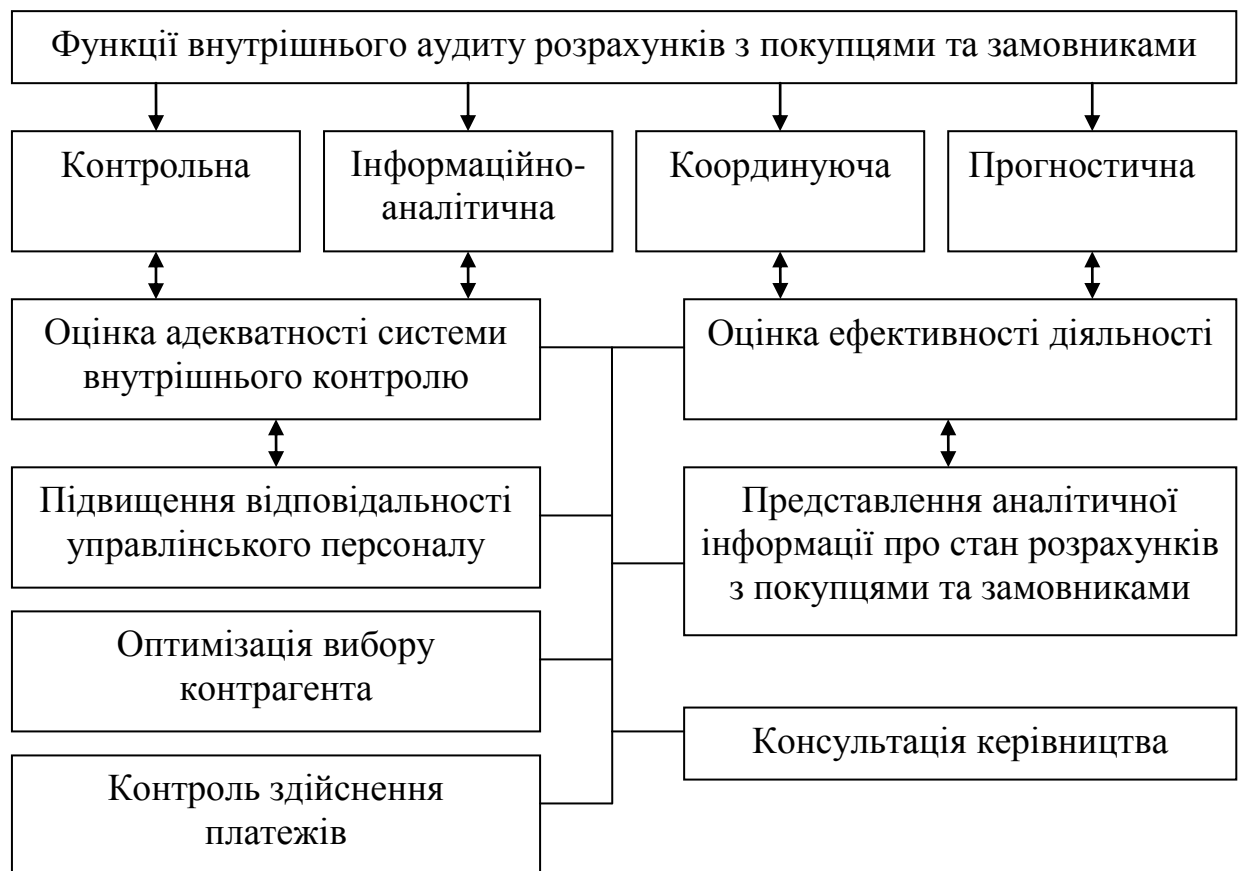 Функції внутрішнього аудиту розрахунків з покупцями та замовниками
Контрольна
Інформаційно-
аналітична
Координуюча
Прогностична
Оцінка адекватності системи
внутрішнього контролю
Оцінка ефективності діяльності
Підвищення відповідальності
управлінського персоналу
Представлення аналітичної
інформації про стан розрахунків
з покупцями та замовниками
Оптимізація вибору
контрагента
Консультація керівництва
Контроль здійснення
платежів